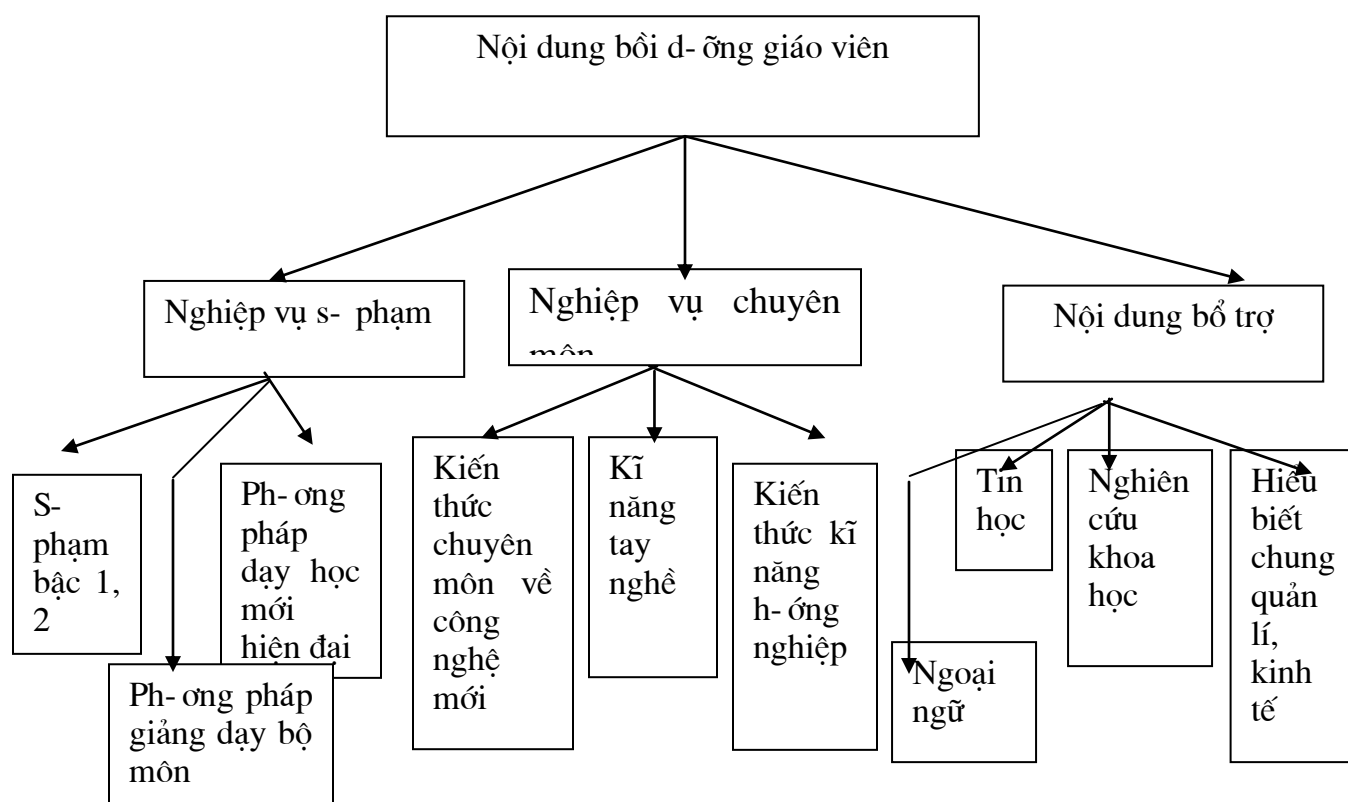 Nội dung bồi d- ỡng giáo viên
Nghiệp vụ s- phạm
Nghiệp vụ chuyên
môn
Nội dung bổ trợ
S-
phạm
bậc 1,
2
Ph- ơng pháp
giảng dạy bộ
môn
Ph- ơng
pháp
dạy học
mới
hiện đại
Kiến
thức
chuyên
môn về
công
nghệ
mới
Kĩ
năng
tay
nghề
Kiến
thức kĩ
năng
h- ớng
nghiệp
Ngoại
ngữ
Tin
học
Nghiên
cứu
khoa
học
Hiểu
biết
chung
quản
lí,
kinh
tế